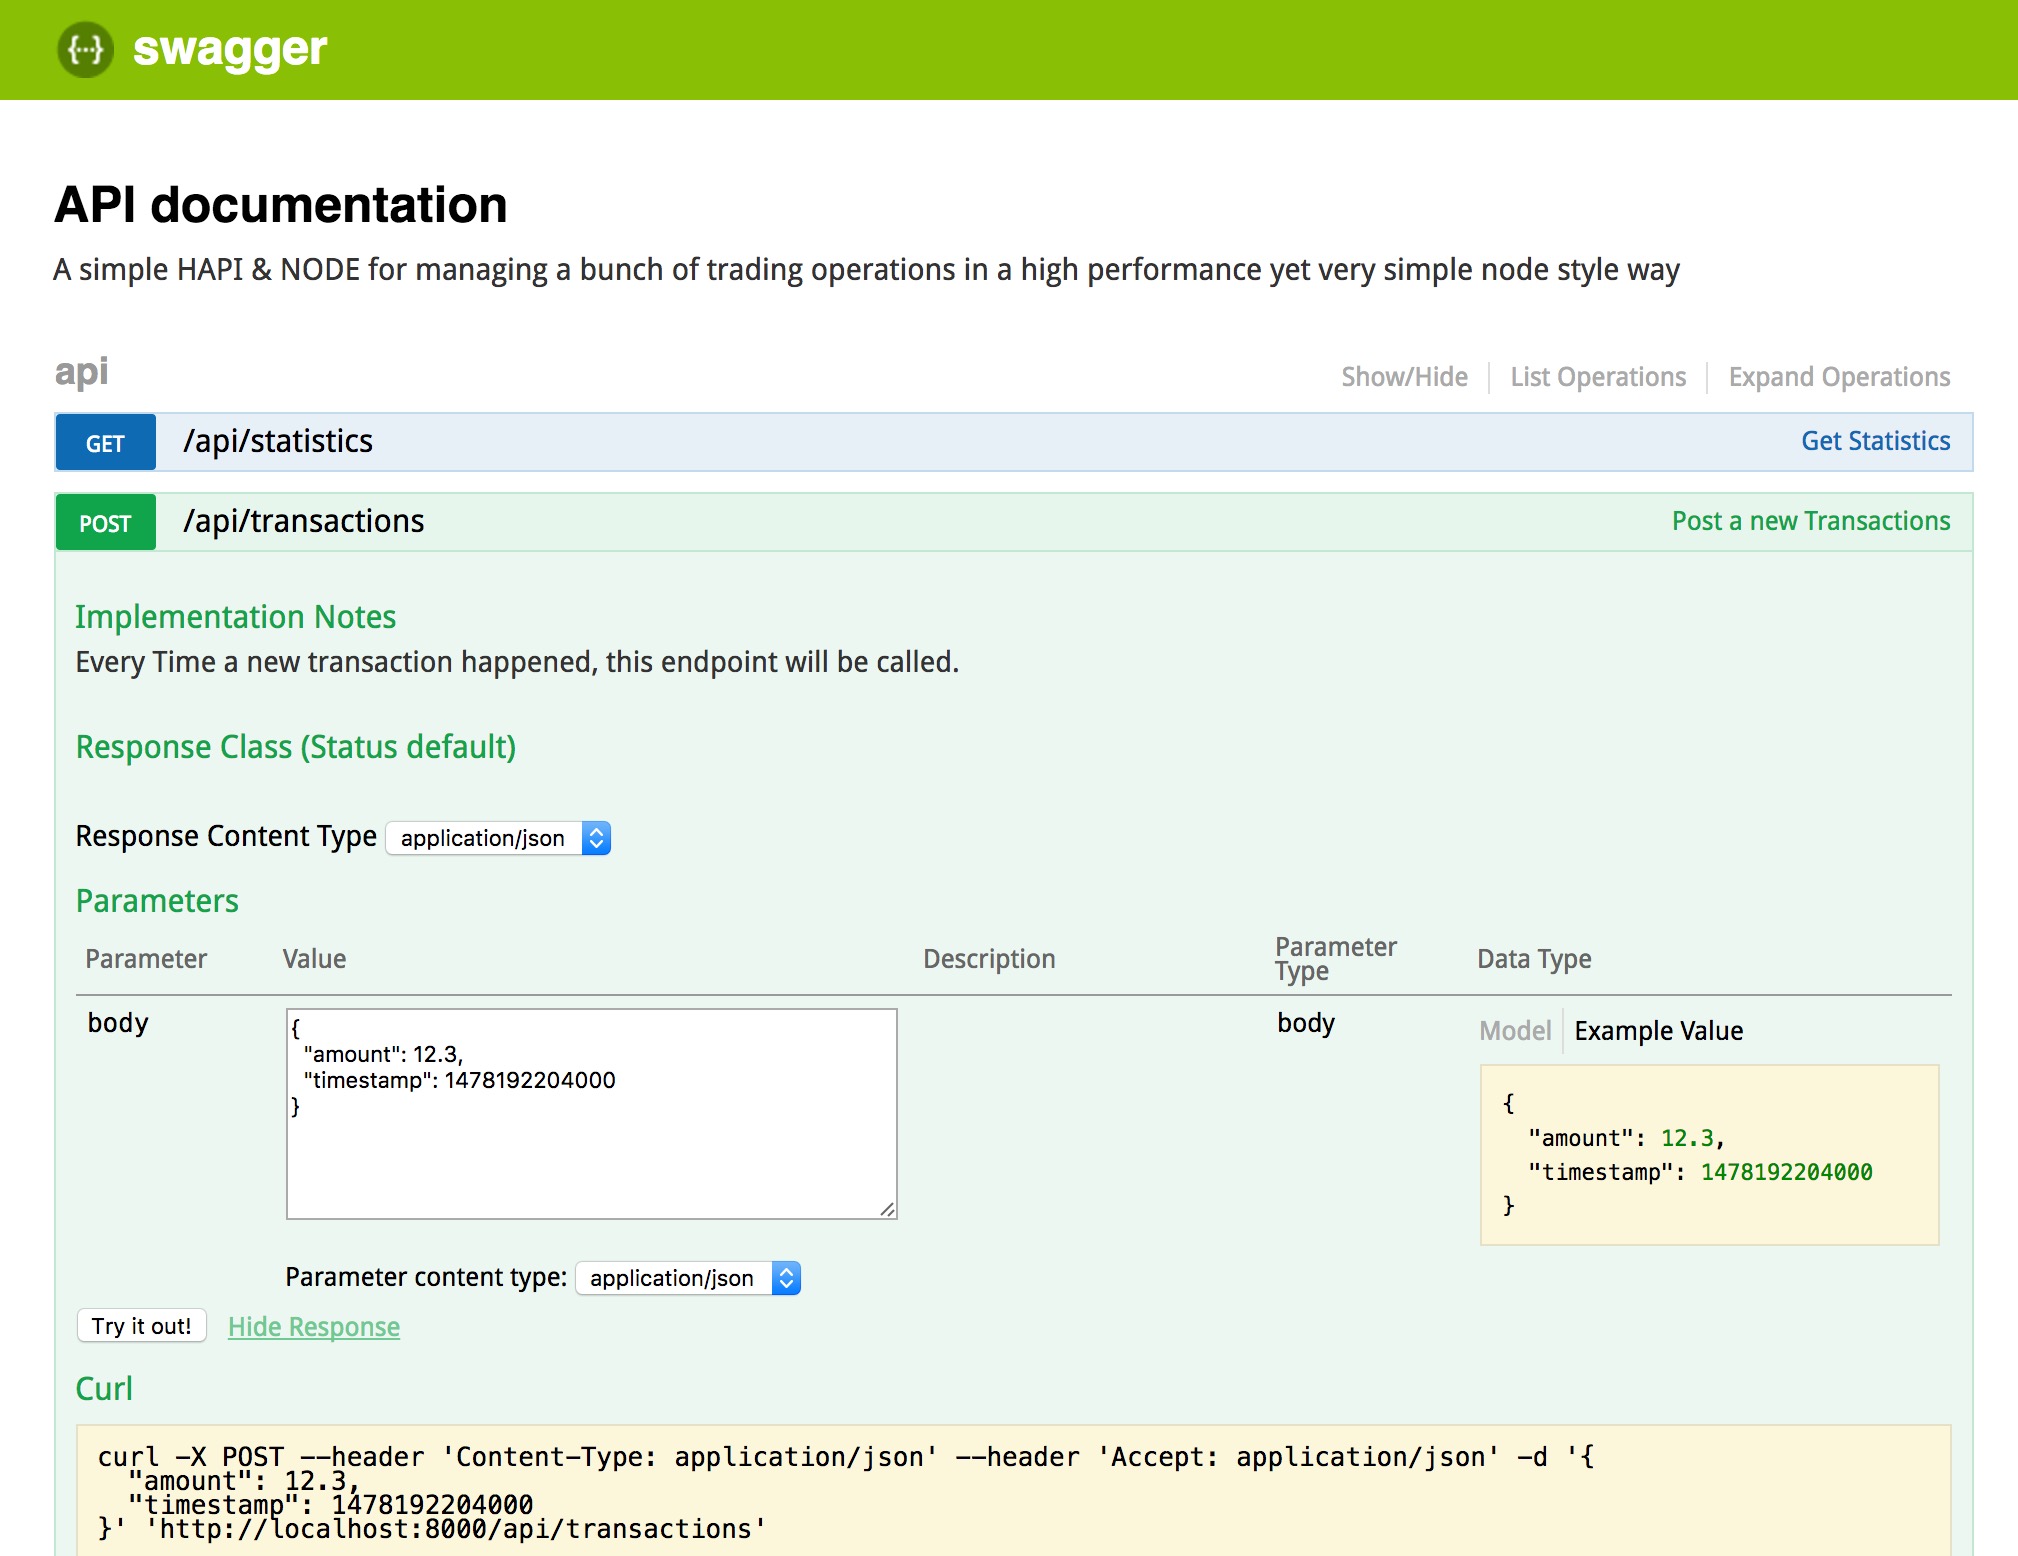 {···} swagger
API documentation
A simple HAPI & NODE for managing a bunch of trading operations in a high performance yet very simple node style way
api
Show/Hide
List Operations
Expand Operations
GET /api/statistics Get Statistics
POST /api/transactions Post a new Transactions
Implementation Notes
Every Time a new transaction happened, this endpoint will be called.
Response Class (Status default)
Response Content Type application/json
Parameters
Parameter Value Description Parameter Type Data Type
body
{
  "amount": 12.3,
  "timestamp": 1478192204000
}
Parameter content type: application/json
body
Model Example Value
{
  "amount": 12.3,
  "timestamp": 1478192204000
}
Try it out! Hide Response
Curl
curl -X POST --header 'Content-Type: application/json' --header 'Accept: application/json' -d '{
  "amount": 12.3,
  "timestamp": 1478192204000
}' 'http://localhost:8000/api/transactions'